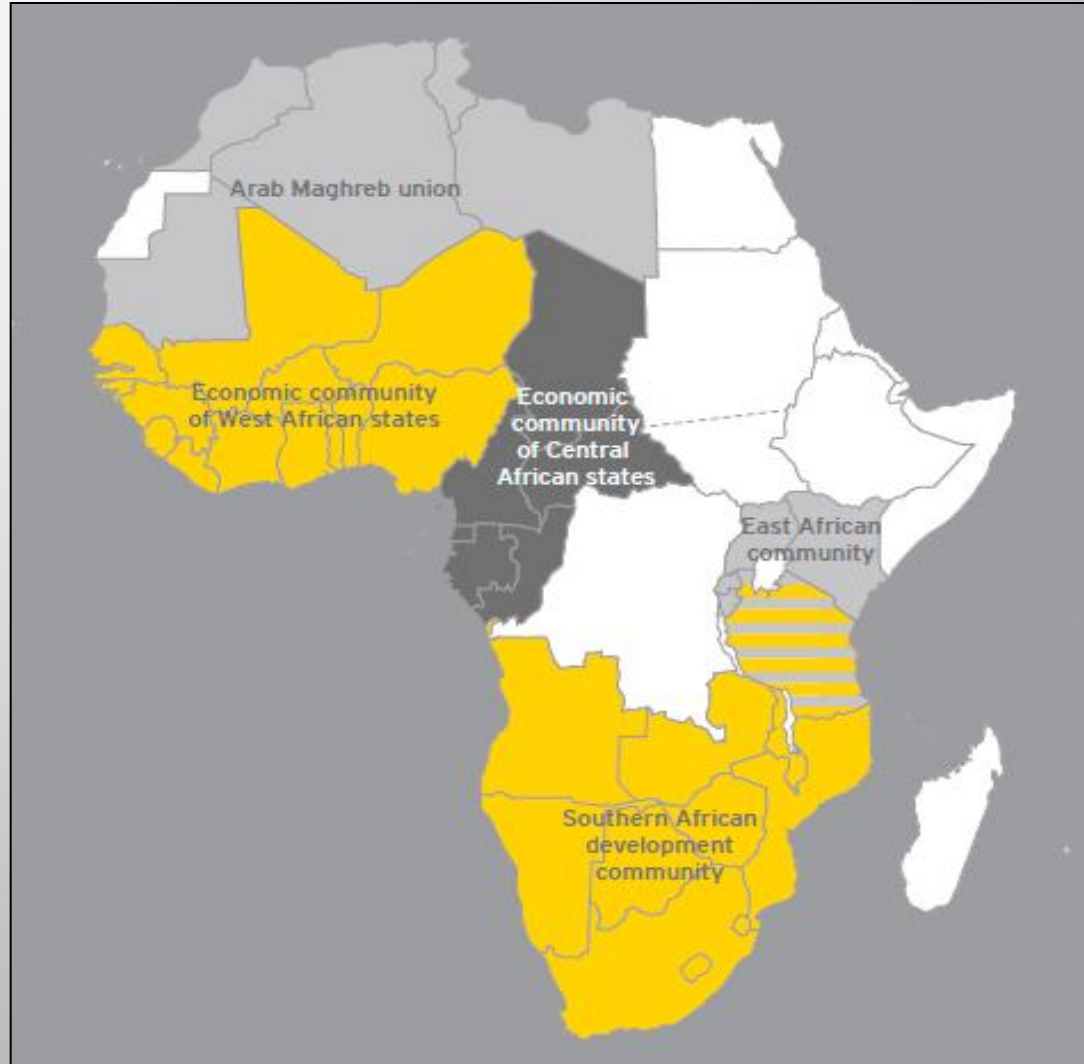 Arab Maghreb union
Economic community
of West African states
Economic
community
of Central
African states
East African
community
Southern African
development
community